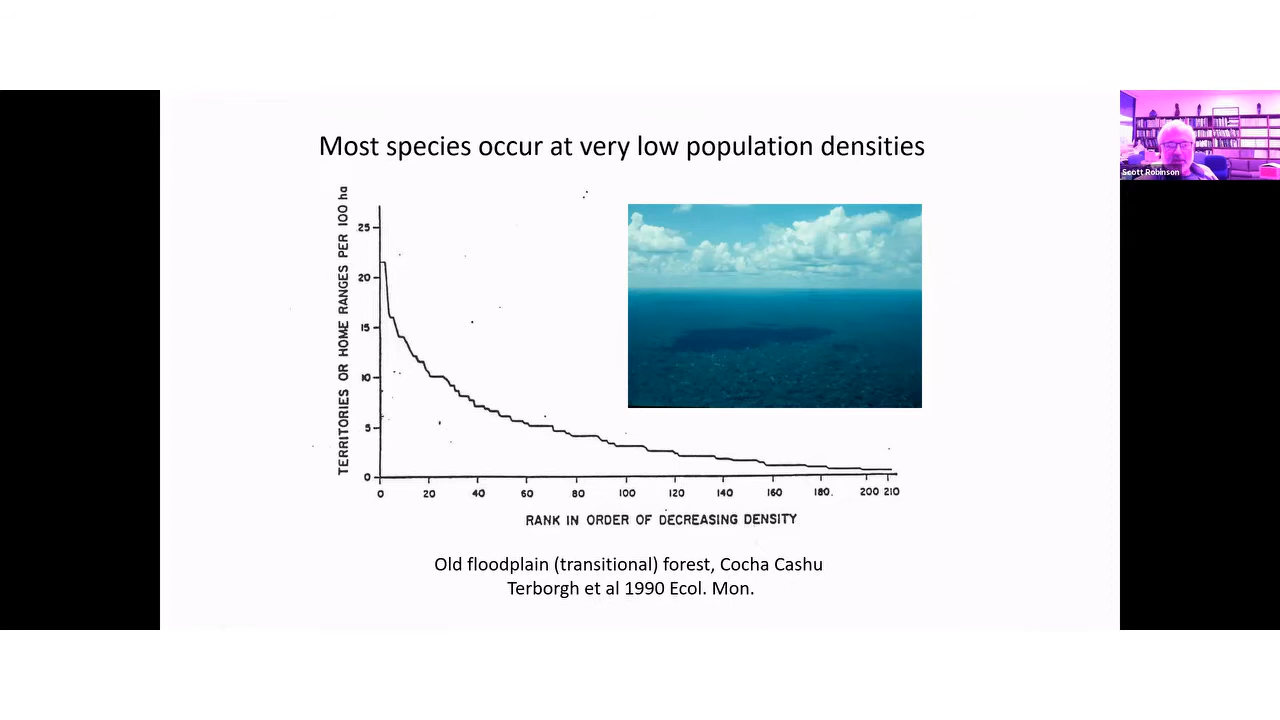 Most species occur at very low population densities
Scott Robinson
TERRITORIES OR HOME RANGES PER 100 ha
25
20
15
10
5
0
0 20 40 60 80 100 120 140 160 180. 200 210
RANK IN ORDER OF DECREASING DENSITY
Old floodplain (transitional) forest, Cocha Cashu
Terborgh et al 1990 Ecol. Mon.